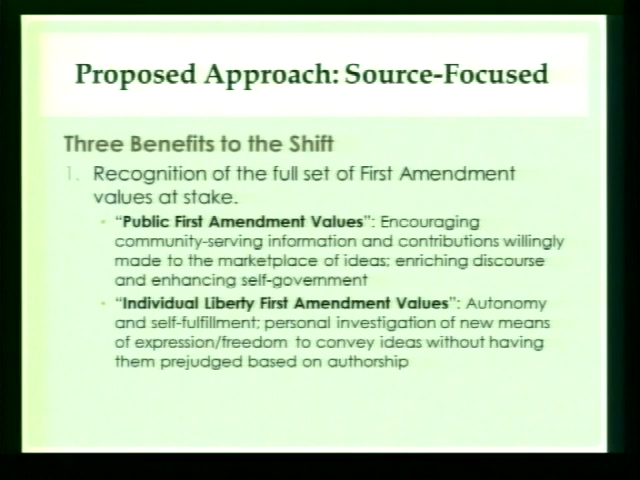 Proposed Approach: Source-Focused
Three Benefits to the Shift
1. Recognition of the full set of First Amendment
values at stake.
• “Public First Amendment Values”: Encouraging
community-serving information and contributions willingly
made to the marketplace of ideas; enriching discourse
and enhancing self-government
• “Individual Liberty First Amendment Values”: Autonomy
and self-fulfillment; personal investigation of new means
of expression/freedom to convey ideas without having
them prejudged based on authorship